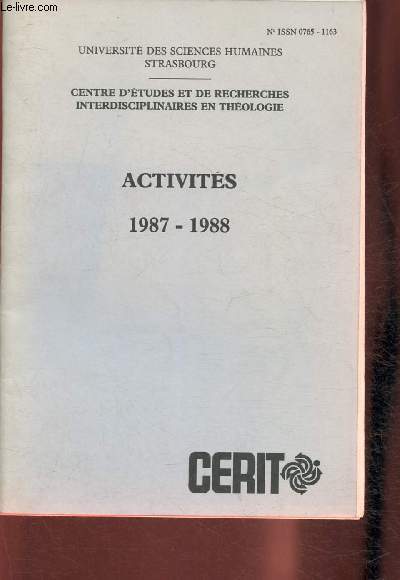 Le-livre.com
N° ISSN 0765 - 1163
UNIVERSITÉ DES SCIENCES HUMAINES
STRASBOURG
CENTRE D'ÉTUDES ET DE RECHERCHES
INTERDISCIPLINAIRES EN THÉOLOGIE
ACTIVITÉS
1987 - 1988
CERIT